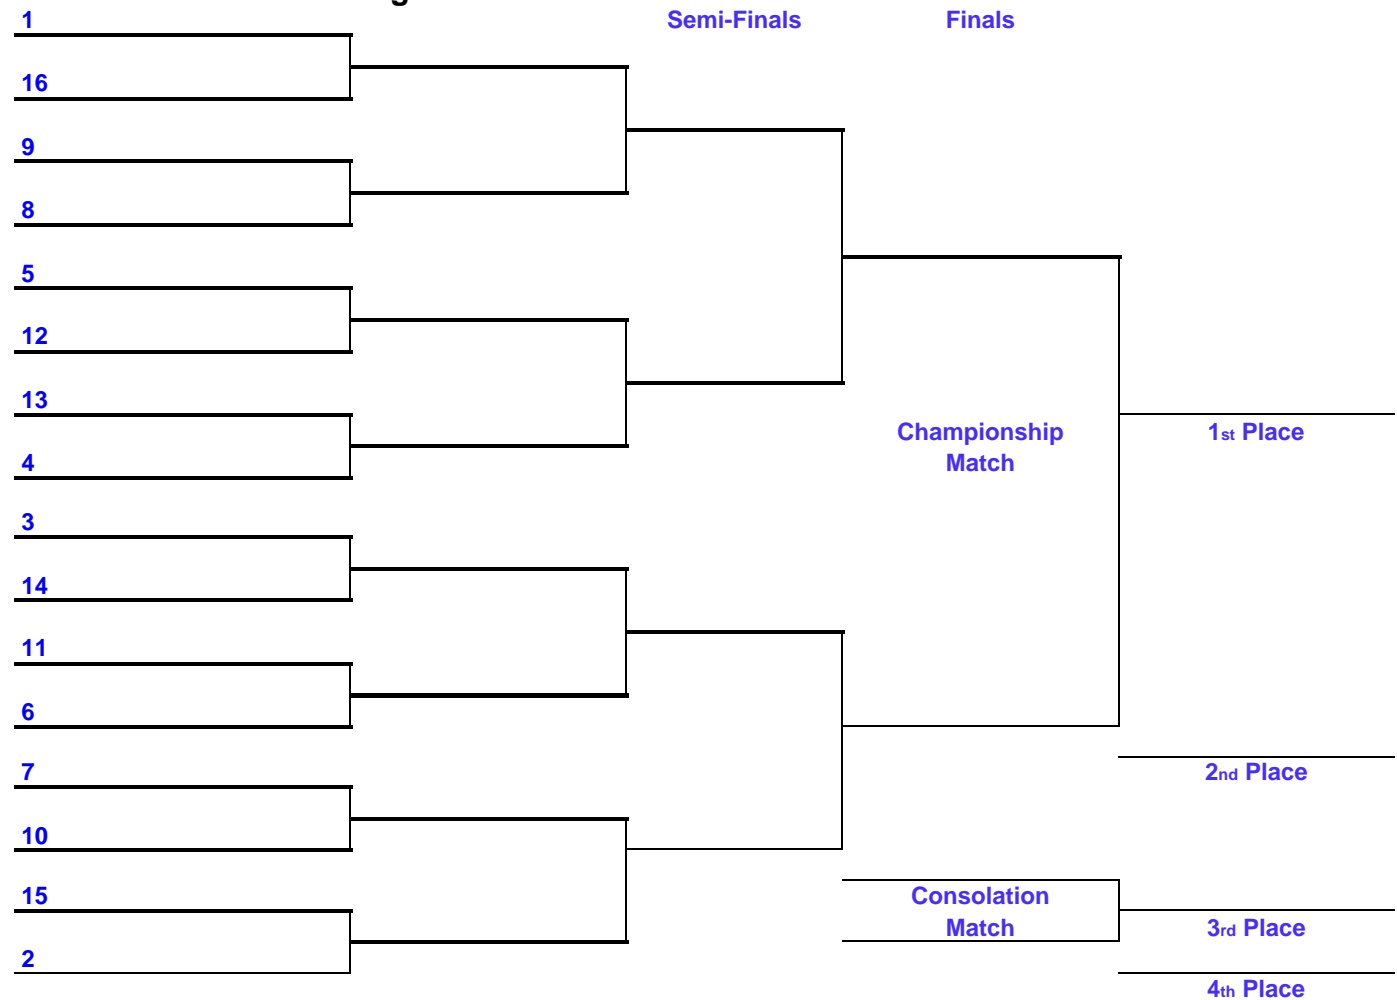 1
Semi-Finals
Finals
16
9
8
5
12
13
Championship
Match
1st Place
4
3
14
11
6
7
2nd Place
10
15
Consolation
Match
3rd Place
2
4th Place